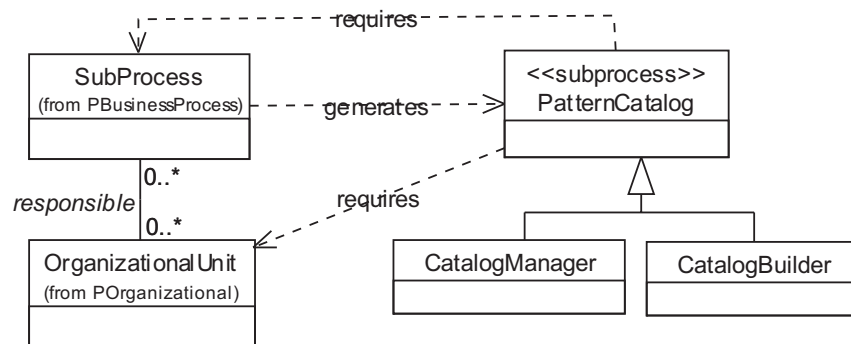 requires
SubProcess
(from PBusinessProcess)
<<subprocess>>
PatternCatalog
generates
0..*
responsible
0..*
requires
OrganizationalUnit
(from POrganizational)
CatalogManager
CatalogBuilder